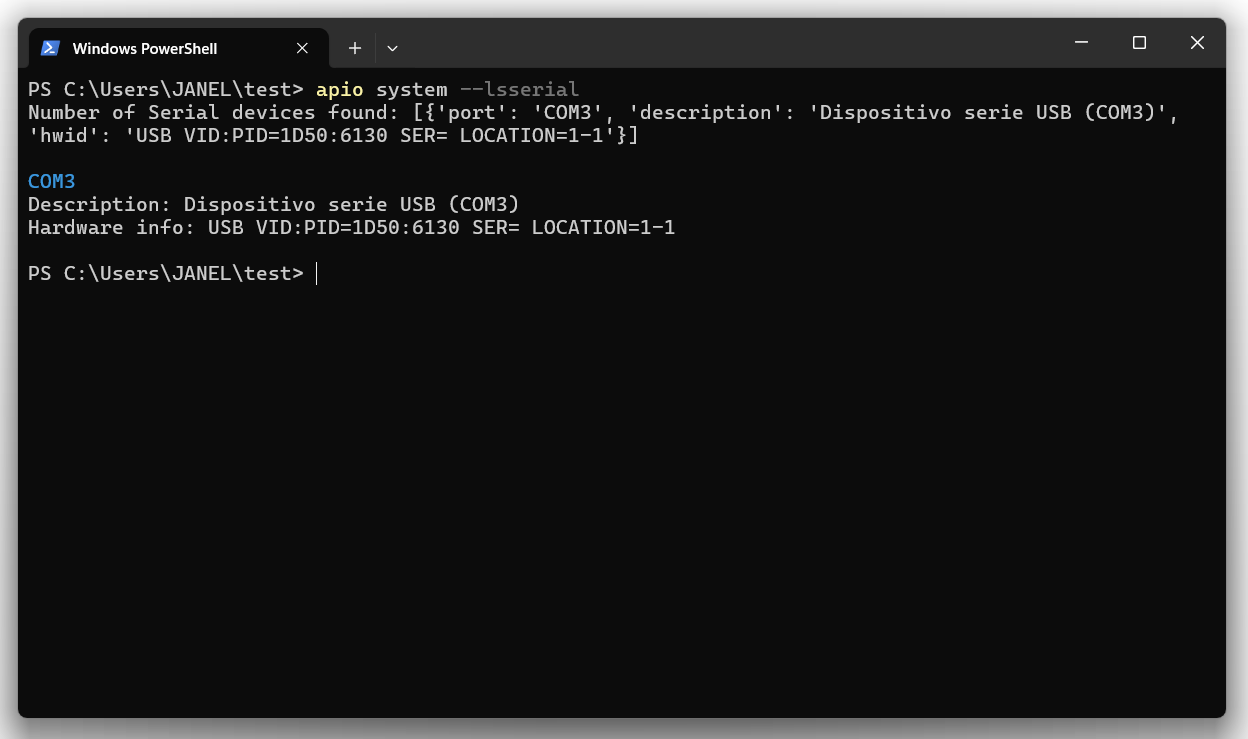 Windows PowerShell
PS C:\Users\JANEL\test> apio system --lsserial
Number of Serial devices found: [{'port': 'COM3', 'description': 'Dispositivo serie USB (COM3)',
'hwid': 'USB VID:PID=1D50:6130 SER= LOCATION=1-1'}]
COM3
Description: Dispositivo serie USB (COM3)
Hardware info: USB VID:PID=1D50:6130 SER= LOCATION=1-1
PS C:\Users\JANEL\test>